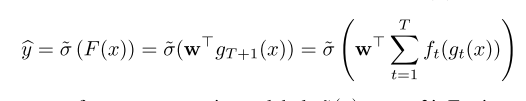 ŷ = σ̃ (F(x)) = σ̃(w⊤g_{T+1}(x)) = σ̃ (w⊤ ∑_{t=1}^{T} f_t(g_t(x)))